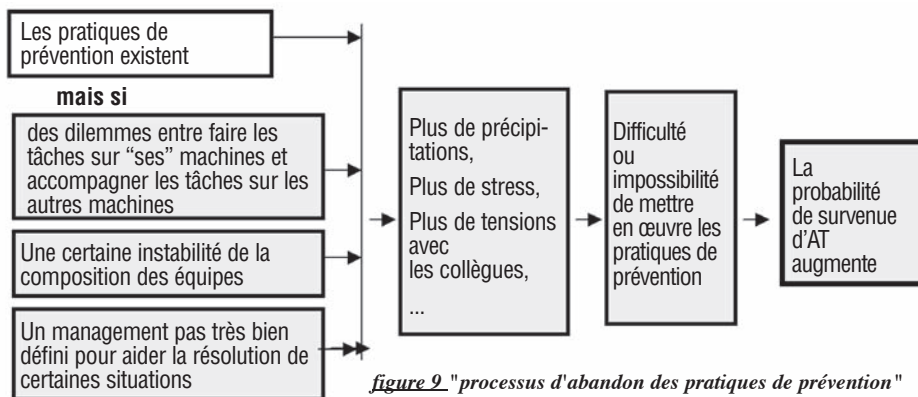 Les pratiques de
prévention existent
mais si
des dilemmes entre faire les
tâches sur “ses” machines et
accompagner les tâches sur les
autres machines
Une certaine instabilité de la
composition des équipes
Un management pas très bien
défini pour aider la résolution de
certaines situations
Plus de précipi-
tations,
Plus de stress,
Plus de tensions
avec
les collègues,
...
Difficulté
ou
impossibilité
de mettre
en œuvre les
pratiques de
prévention
La
probabilité
de survenue
d’AT
augmente
figure 9 "processus d'abandon des pratiques de prévention"